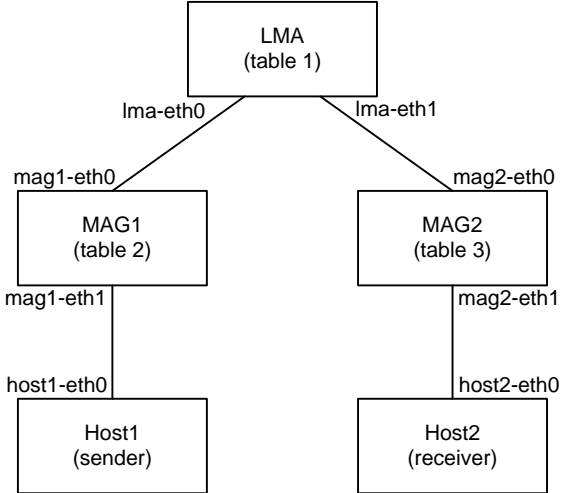 LMA
(table 1)
lma-eth0
lma-eth1
mag1-eth0
mag2-eth0
MAG1
(table 2)
MAG2
(table 3)
mag1-eth1
mag2-eth1
host1-eth0
host2-eth0
Host1
(sender)
Host2
(receiver)